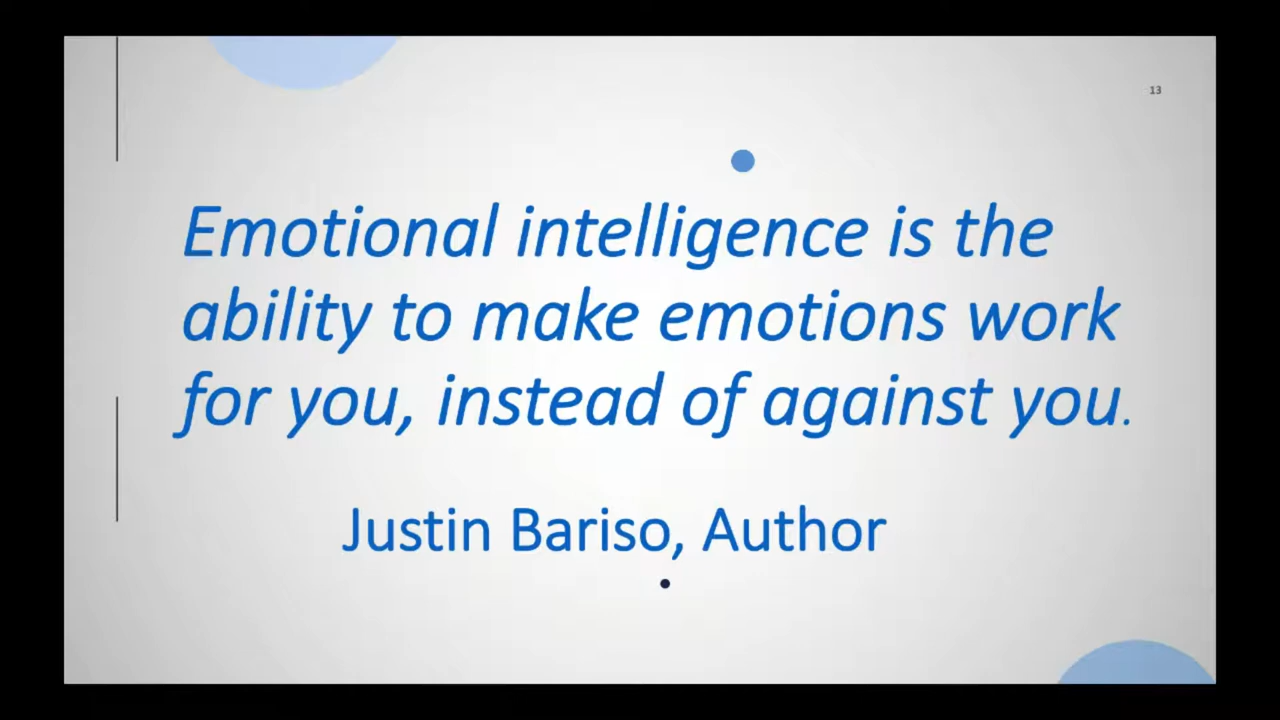 13
Emotional intelligence is the
ability to make emotions work
for you, instead of against you.
Justin Bariso, Author